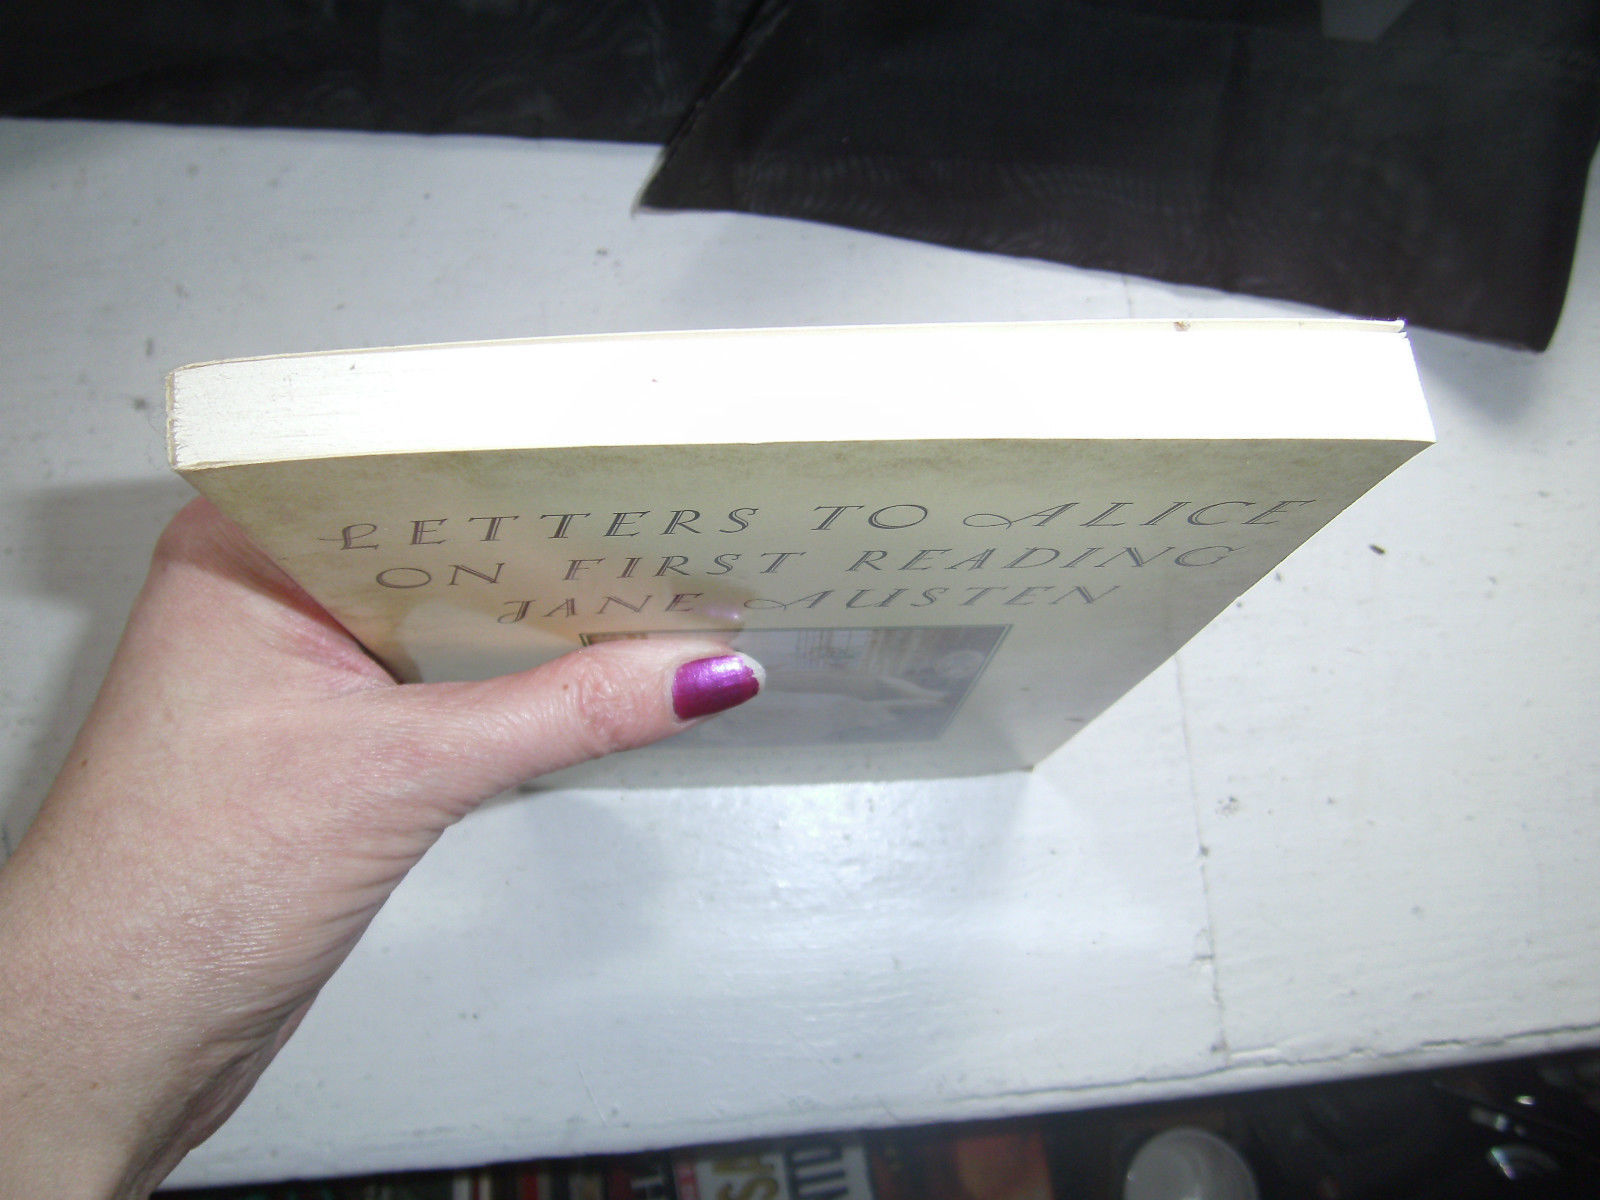 LETTERS TO ALICE
ON FIRST READING
JANE AUSTEN